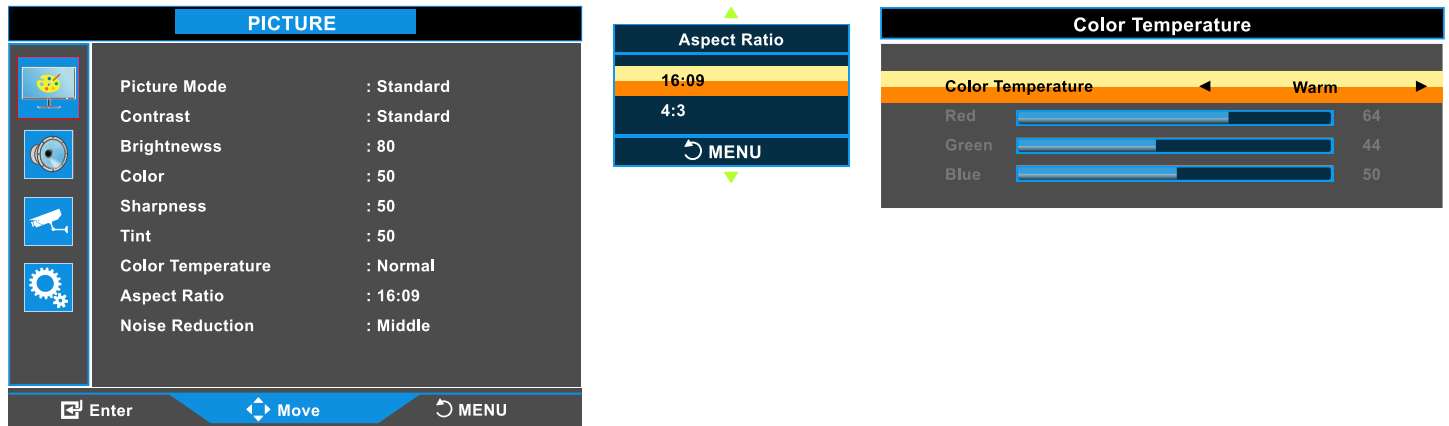 PICTURE
Picture Mode : Standard
Contrast : Standard
Brightnewss : 80
Color : 50
Sharpness : 50
Tint : 50
Color Temperature : Normal
Aspect Ratio : 16:09
Noise Reduction : Middle
Enter Move MENU
Aspect Ratio
16:09
4:3
MENU
Color Temperature
Color Temperature Warm
Red 64
Green 44
Blue 50